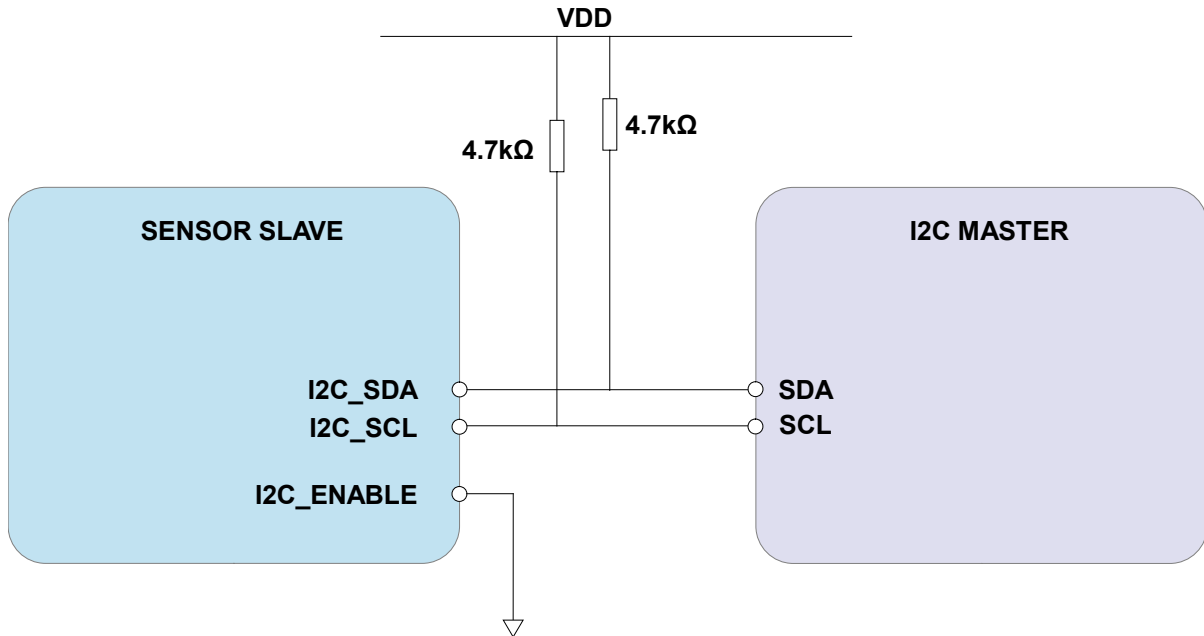 VDD
4.7kΩ
4.7kΩ
SENSOR SLAVE
I2C MASTER
I2C_SDA
SDA
I2C_SCL
SCL
I2C_ENABLE